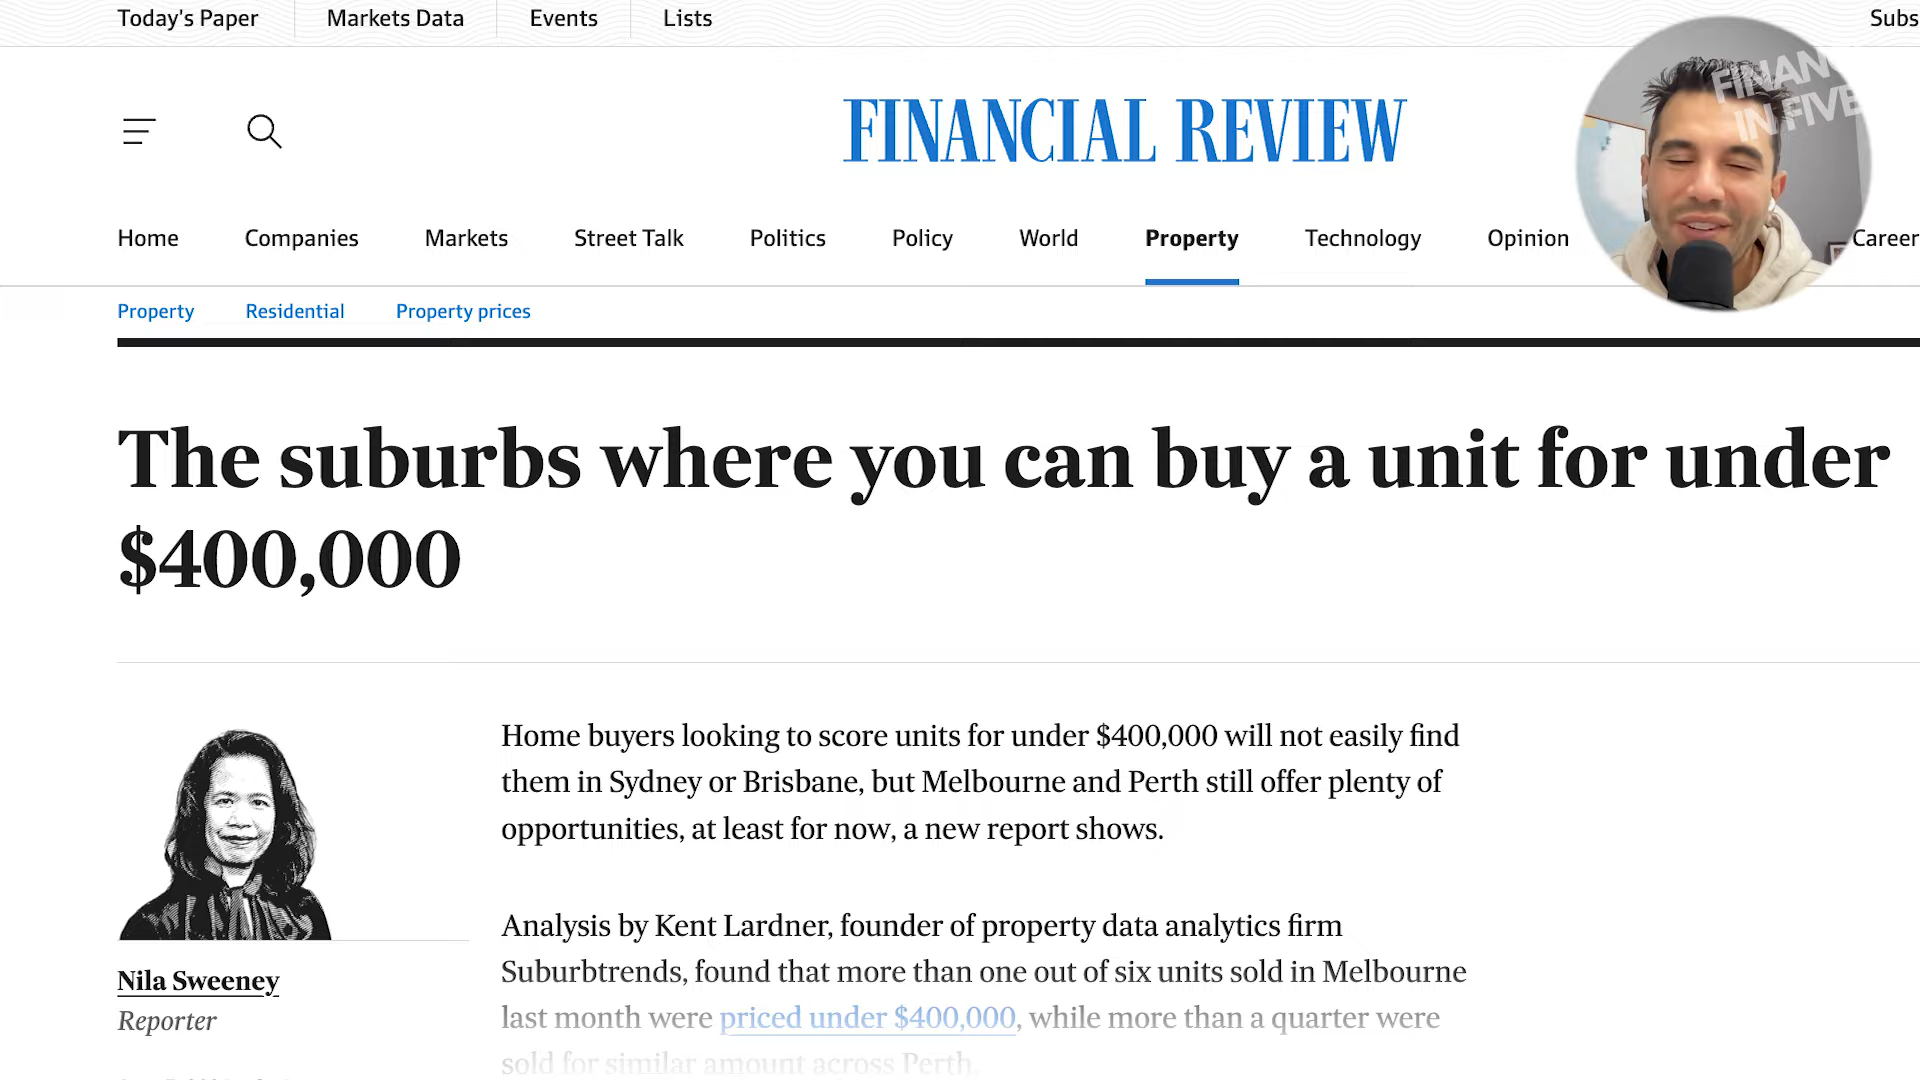 Today's Paper
Markets Data
Events
Lists
Subs
FINANC
IN FIVE
FINANCIAL REVIEW
Home
Companies
Markets
Street Talk
Politics
Policy
World
Property
Technology
Opinion
Career
Property
Residential
Property prices
The suburbs where you can buy a unit for under
$400,000
Home buyers looking to score units for under $400,000 will not easily find
them in Sydney or Brisbane, but Melbourne and Perth still offer plenty of
opportunities, at least for now, a new report shows.
Analysis by Kent Lardner, founder of property data analytics firm
Suburbtrends, found that more than one out of six units sold in Melbourne
last month were priced under $400,000, while more than a quarter were
sold for similar amount across Perth.
Nila Sweeney
Reporter